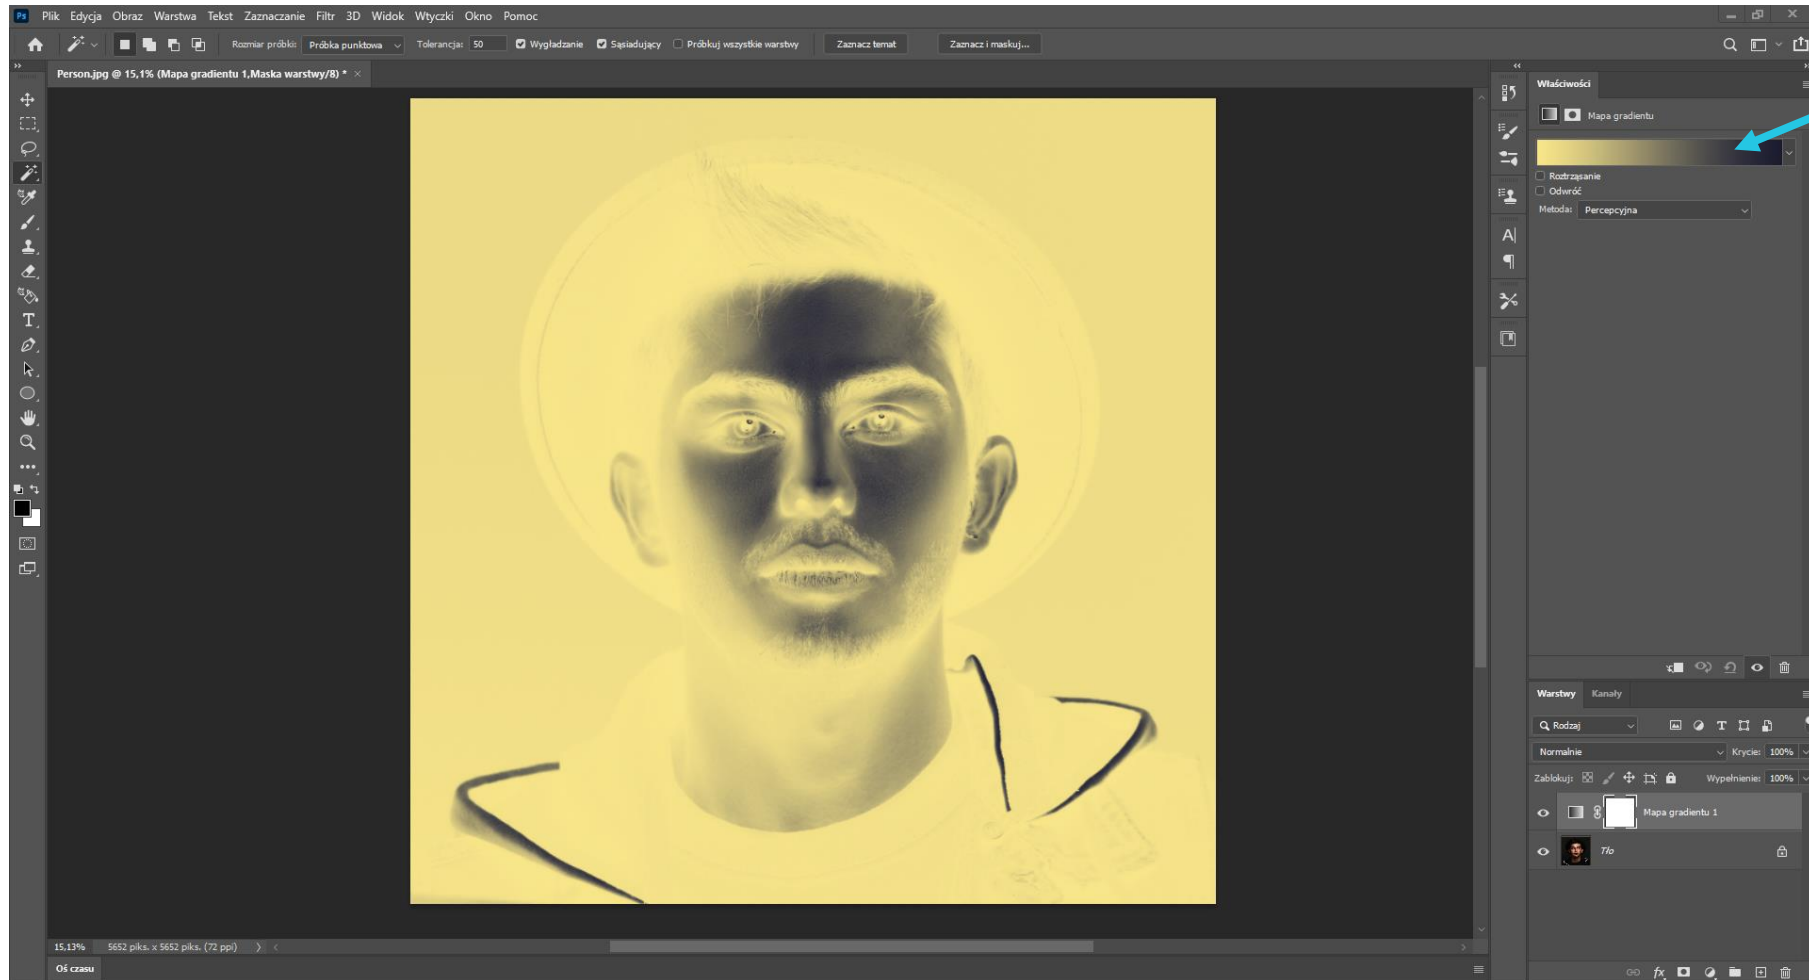 Ps Plik Edycja Obraz Warstwa Tekst Zaznaczanie Filtr 3D Widok Wtyczki Okno Pomoc
Rozmiar próbki: Próbka punktowa Tolerancja: 50 Wygładzanie Sąsiadujący Próbkuj wszystkie warstwy Zaznacz temat Zaznacz i maskuj...
Person.jpg @ 15,1% (Mapa gradientu 1,Maska warstwy/8) *
Właściwości
Mapa gradientu
Roztrząsanie
Odwróć
Metoda: Percepcyjna
Warstwy Kanały
Rodzaj
Normalnie Krycie: 100%
Zablokuj: Wypełnienie: 100%
Mapa gradientu 1
Tło
15,13% 5652 piks. x 5652 piks. (72 ppi)
Oś czasu